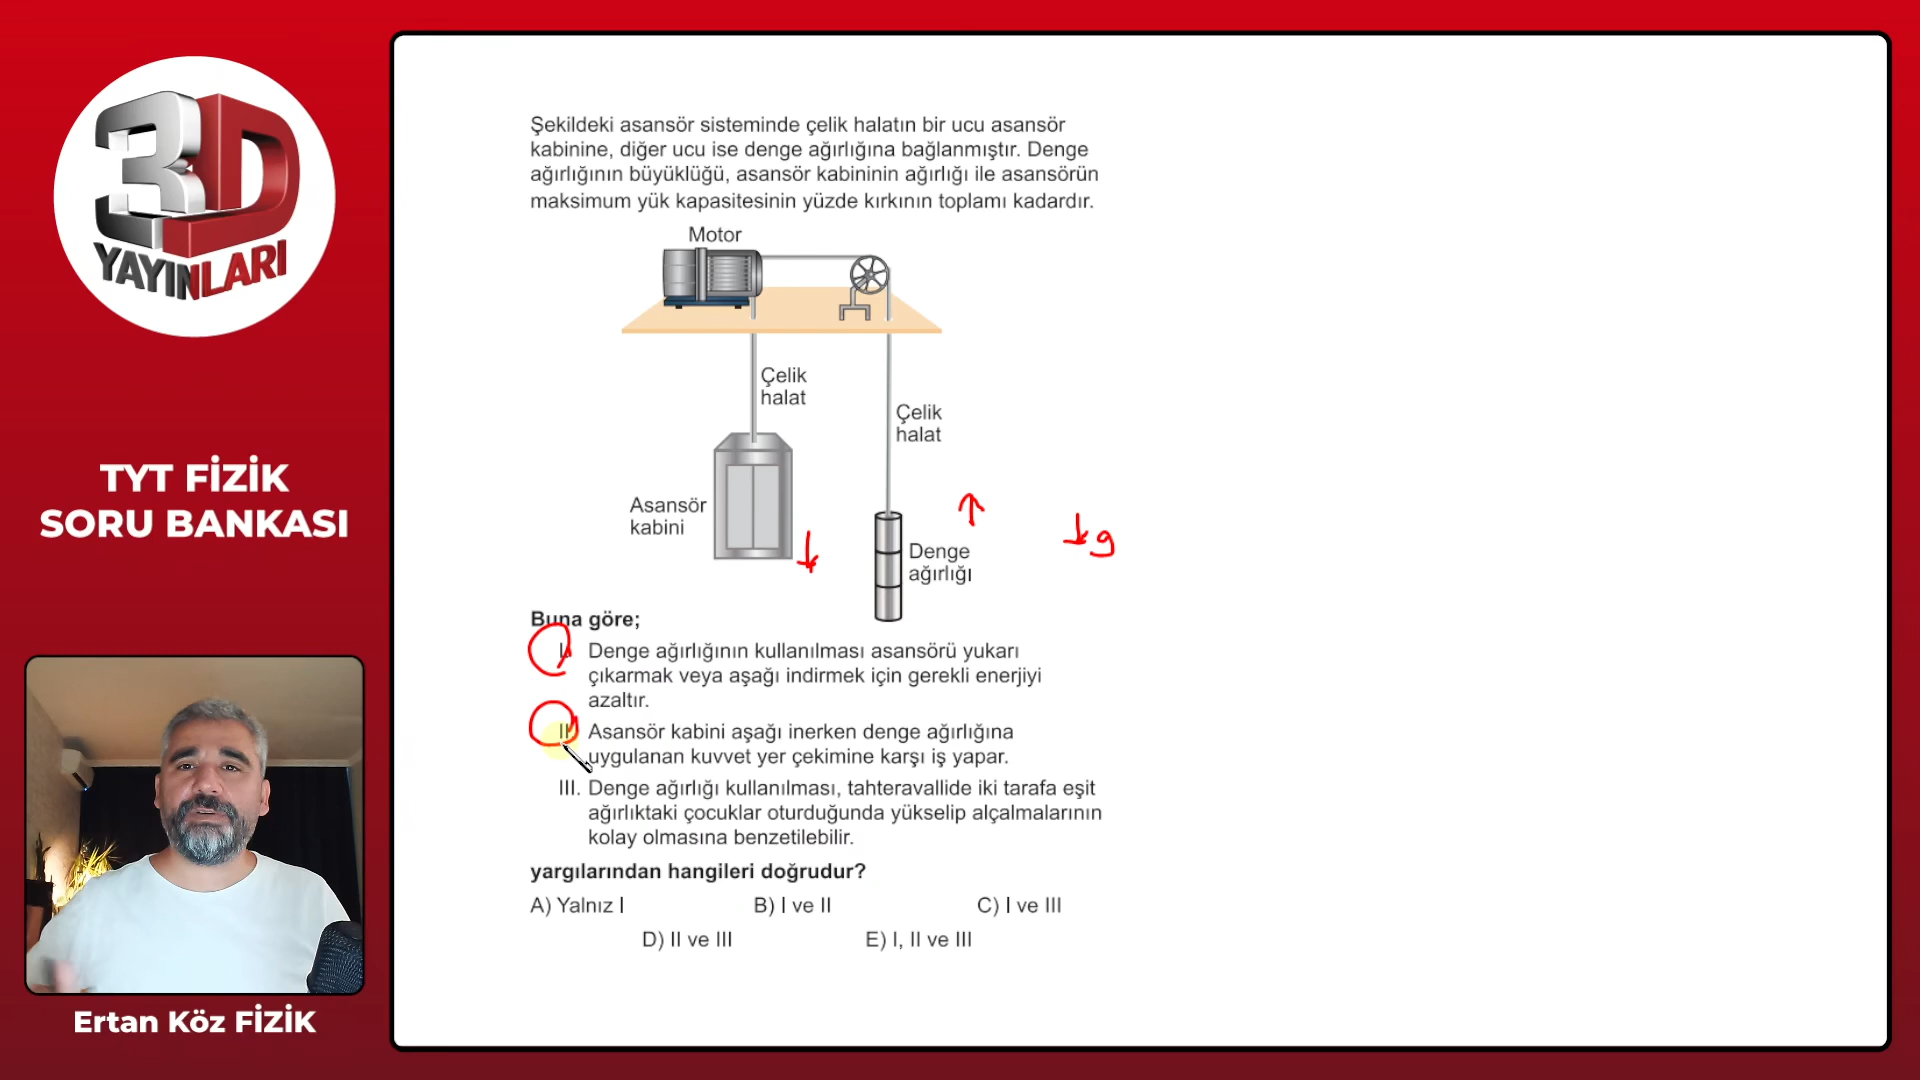 3D
YAYINLARI
TYT FİZİK
SORU BANKASI
Ertan Köz FİZİK
Şekildeki asansör sisteminde çelik halatın bir ucu asansör
kabinine, diğer ucu ise denge ağırlığına bağlanmıştır. Denge
ağırlığının büyüklüğü, asansör kabininin ağırlığı ile asansörün
maksimum yük kapasitesinin yüzde kırkının toplamı kadardır.
Motor
Çelik
halat
Çelik
halat
Asansör
kabini
Denge
ağırlığı
g
Buna göre;
I. Denge ağırlığının kullanılması asansörü yukarı
çıkarmak veya aşağı indirmek için gerekli enerjiyi
azaltır.
II. Asansör kabini aşağı inerken denge ağırlığına
uygulanan kuvvet yer çekimine karşı iş yapar.
III. Denge ağırlığı kullanılması, tahteravallide iki tarafa eşit
ağırlıktaki çocuklar oturduğunda yükselip alçalmalarının
kolay olmasına benzetilebilir.
yargılarından hangileri doğrudur?
A) Yalnız I B) I ve II C) I ve III
D) II ve III E) I, II ve III